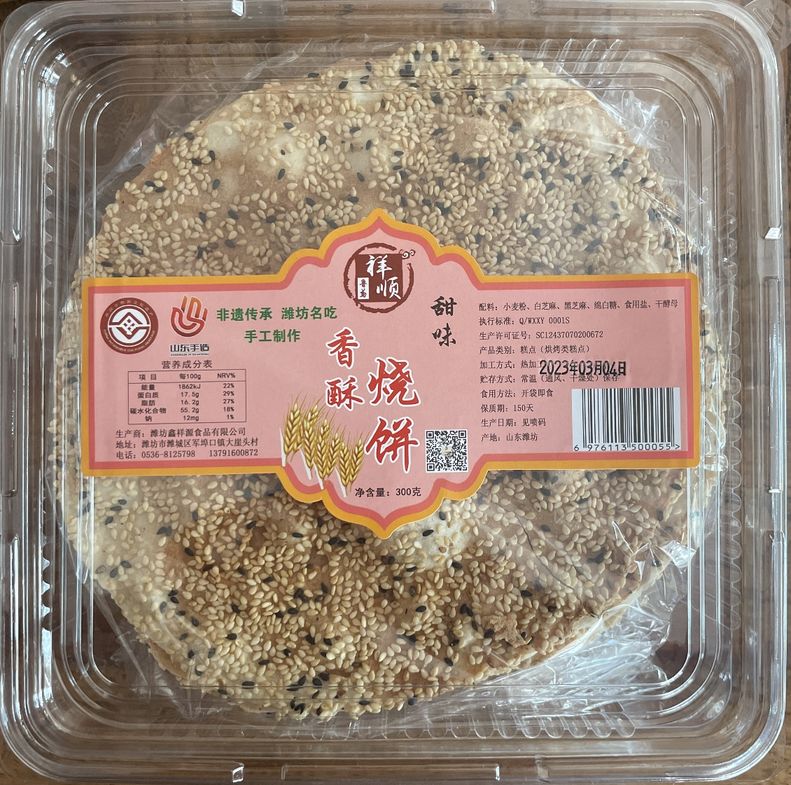 祥顺
鲁翁
甜味
非遗传承 潍坊名吃
手工制作
山东手造
香酥
烧饼
净含量：300克
营养成分表
项 目 每100g NRV%
能量 1862kJ 22%
蛋白质 17.5g 29%
脂肪 16.2g 27%
碳水化合物 55.2g 18%
钠 12mg 1%
生产商：潍坊鑫祥源食品有限公司
地址：潍坊市潍城区军埠口镇大崖头村
电话：0536-8125798 13791600872
配料：小麦粉、白芝麻、黑芝麻、绵白糖、食用盐、干酵母
执行标准：Q/WXXY 0001S
生产许可证号：SC12437070200672
产品类别：糕点（烘烤类糕点）
加工方式：热加
2023年03月04日
贮存方式：常温（通风、干燥处）保存
食用方法：开袋即食
保质期：150天
生产日期：见喷码
产地：山东潍坊
6 976113 500055 >